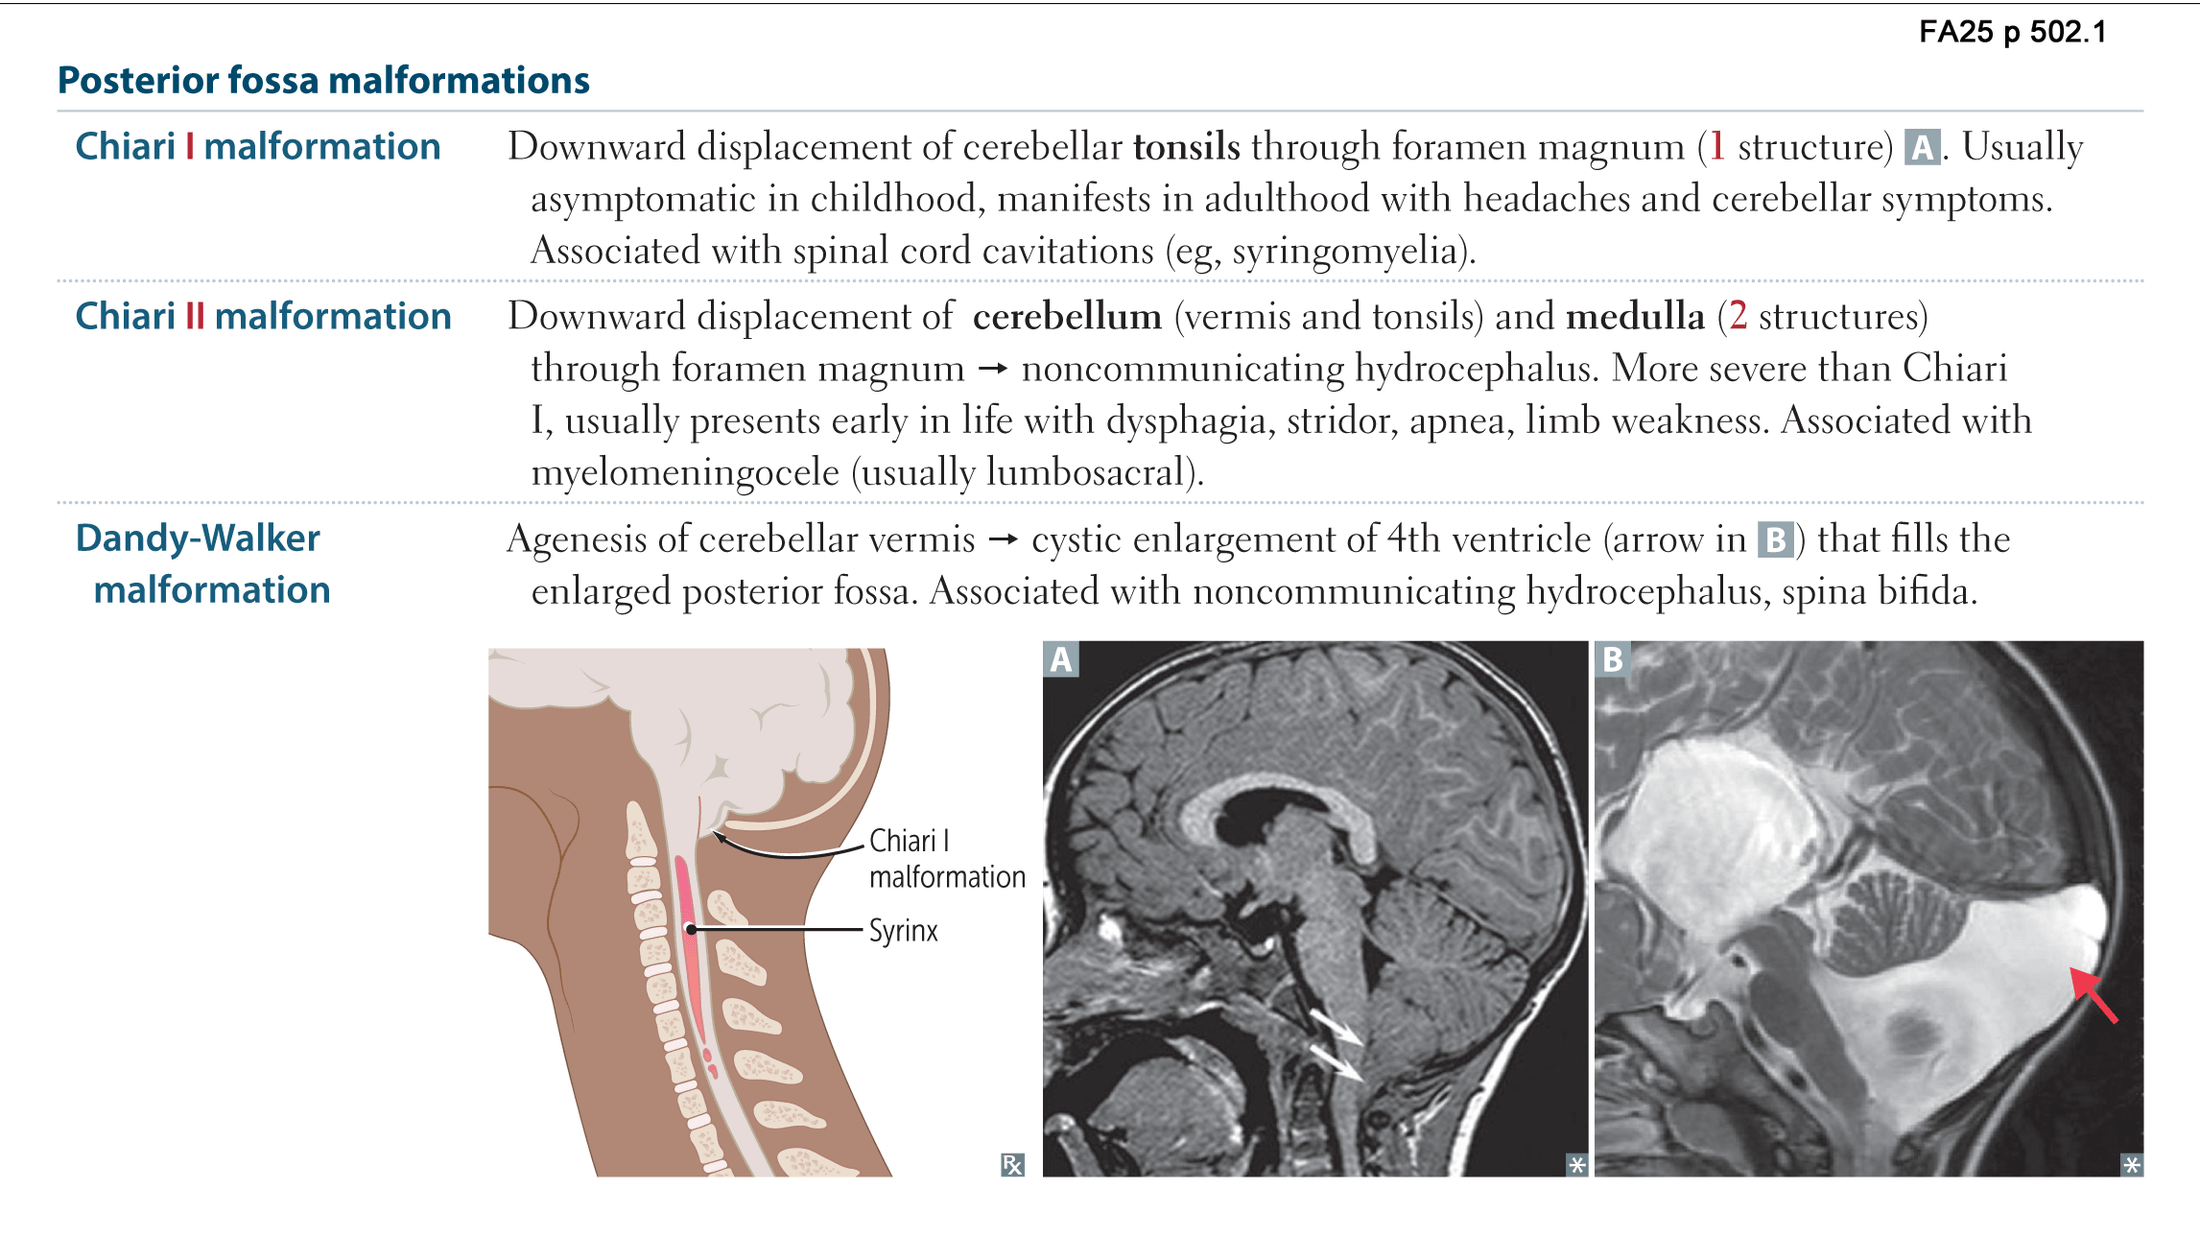 FA25 p 502.1
Posterior fossa malformations
Chiari I malformation
Downward displacement of cerebellar tonsils through foramen magnum (1 structure) A. Usually
asymptomatic in childhood, manifests in adulthood with headaches and cerebellar symptoms.
Associated with spinal cord cavitations (eg, syringomyelia).
Chiari II malformation
Downward displacement of cerebellum (vermis and tonsils) and medulla (2 structures)
through foramen magnum → noncommunicating hydrocephalus. More severe than Chiari
I, usually presents early in life with dysphagia, stridor, apnea, limb weakness. Associated with
myelomeningocele (usually lumbosacral).
Dandy-Walker
malformation
Agenesis of cerebellar vermis → cystic enlargement of 4th ventricle (arrow in B) that fills the
enlarged posterior fossa. Associated with noncommunicating hydrocephalus, spina bifida.
Chiari I
malformation
Syrinx
℞
A
*
B
*